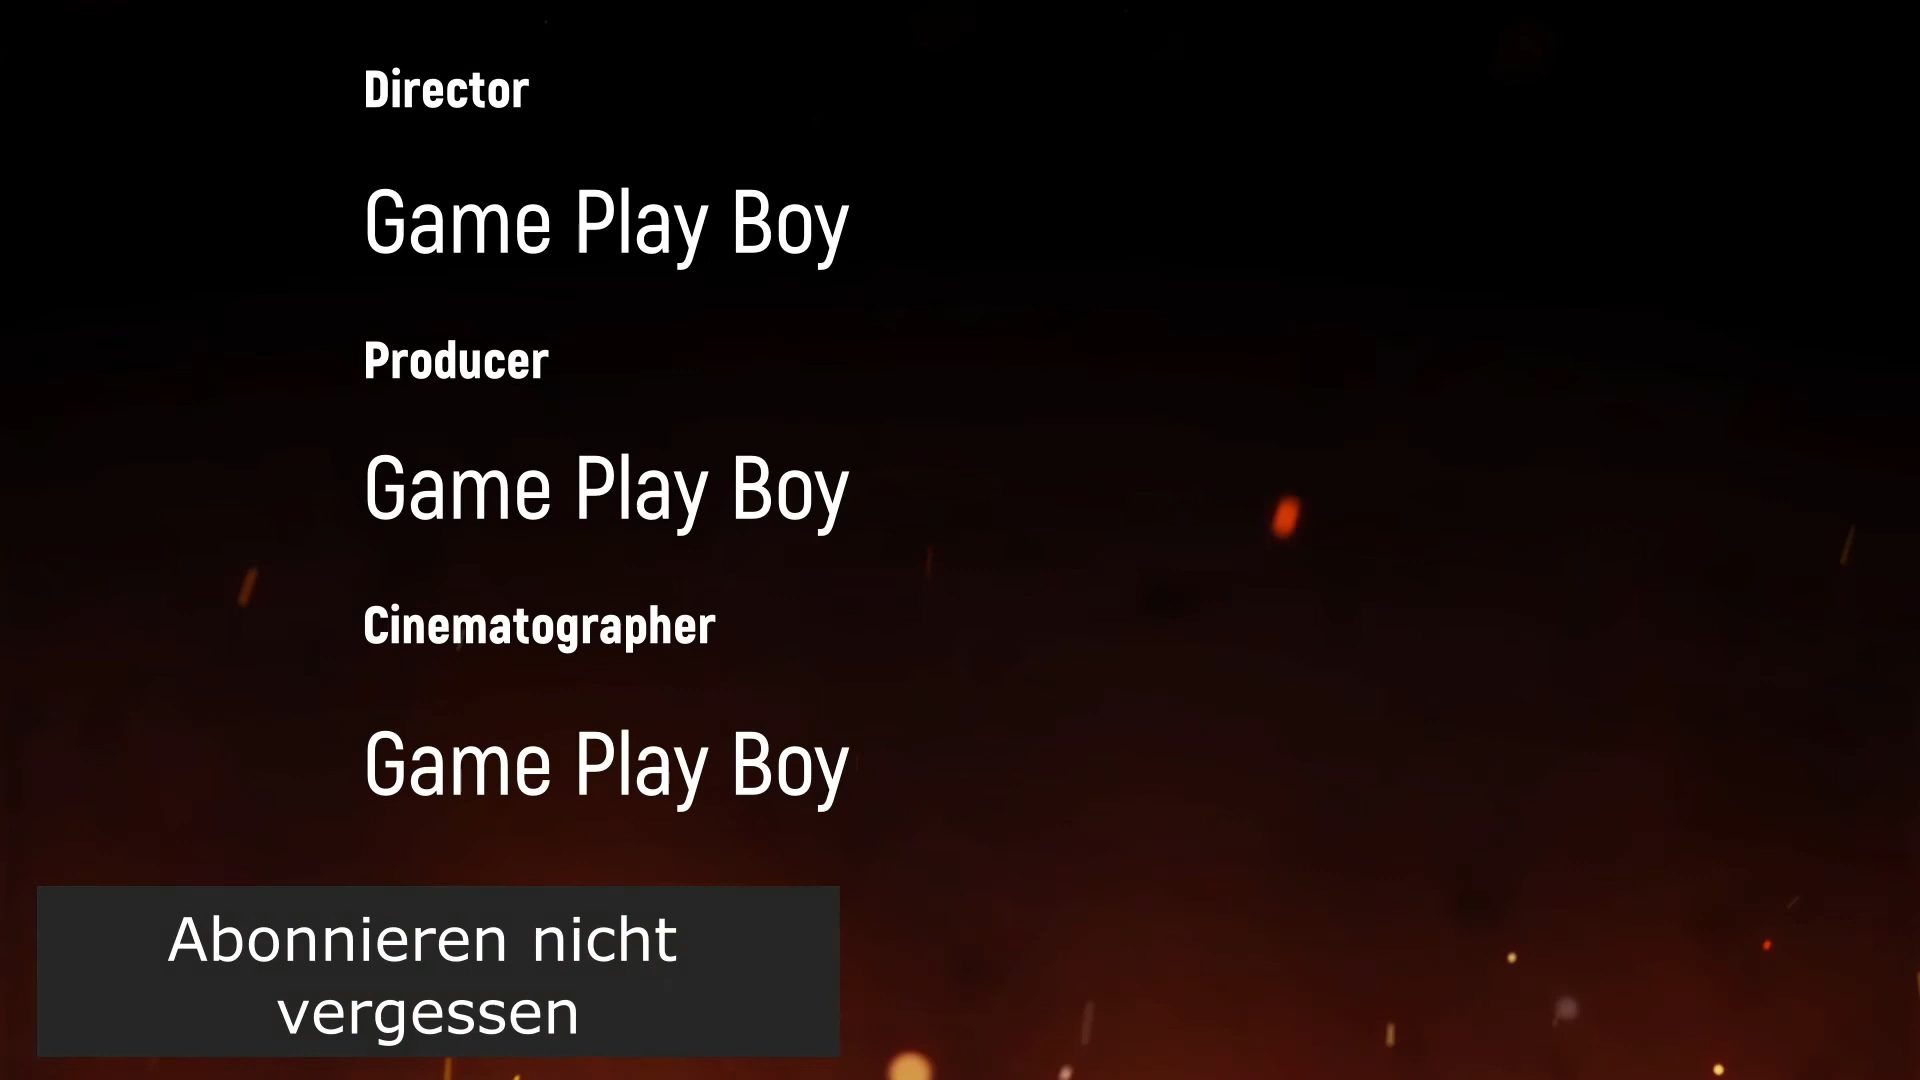 Director
Game Play Boy
Producer
Game Play Boy
Cinematographer
Game Play Boy
Abonnieren nicht
vergessen